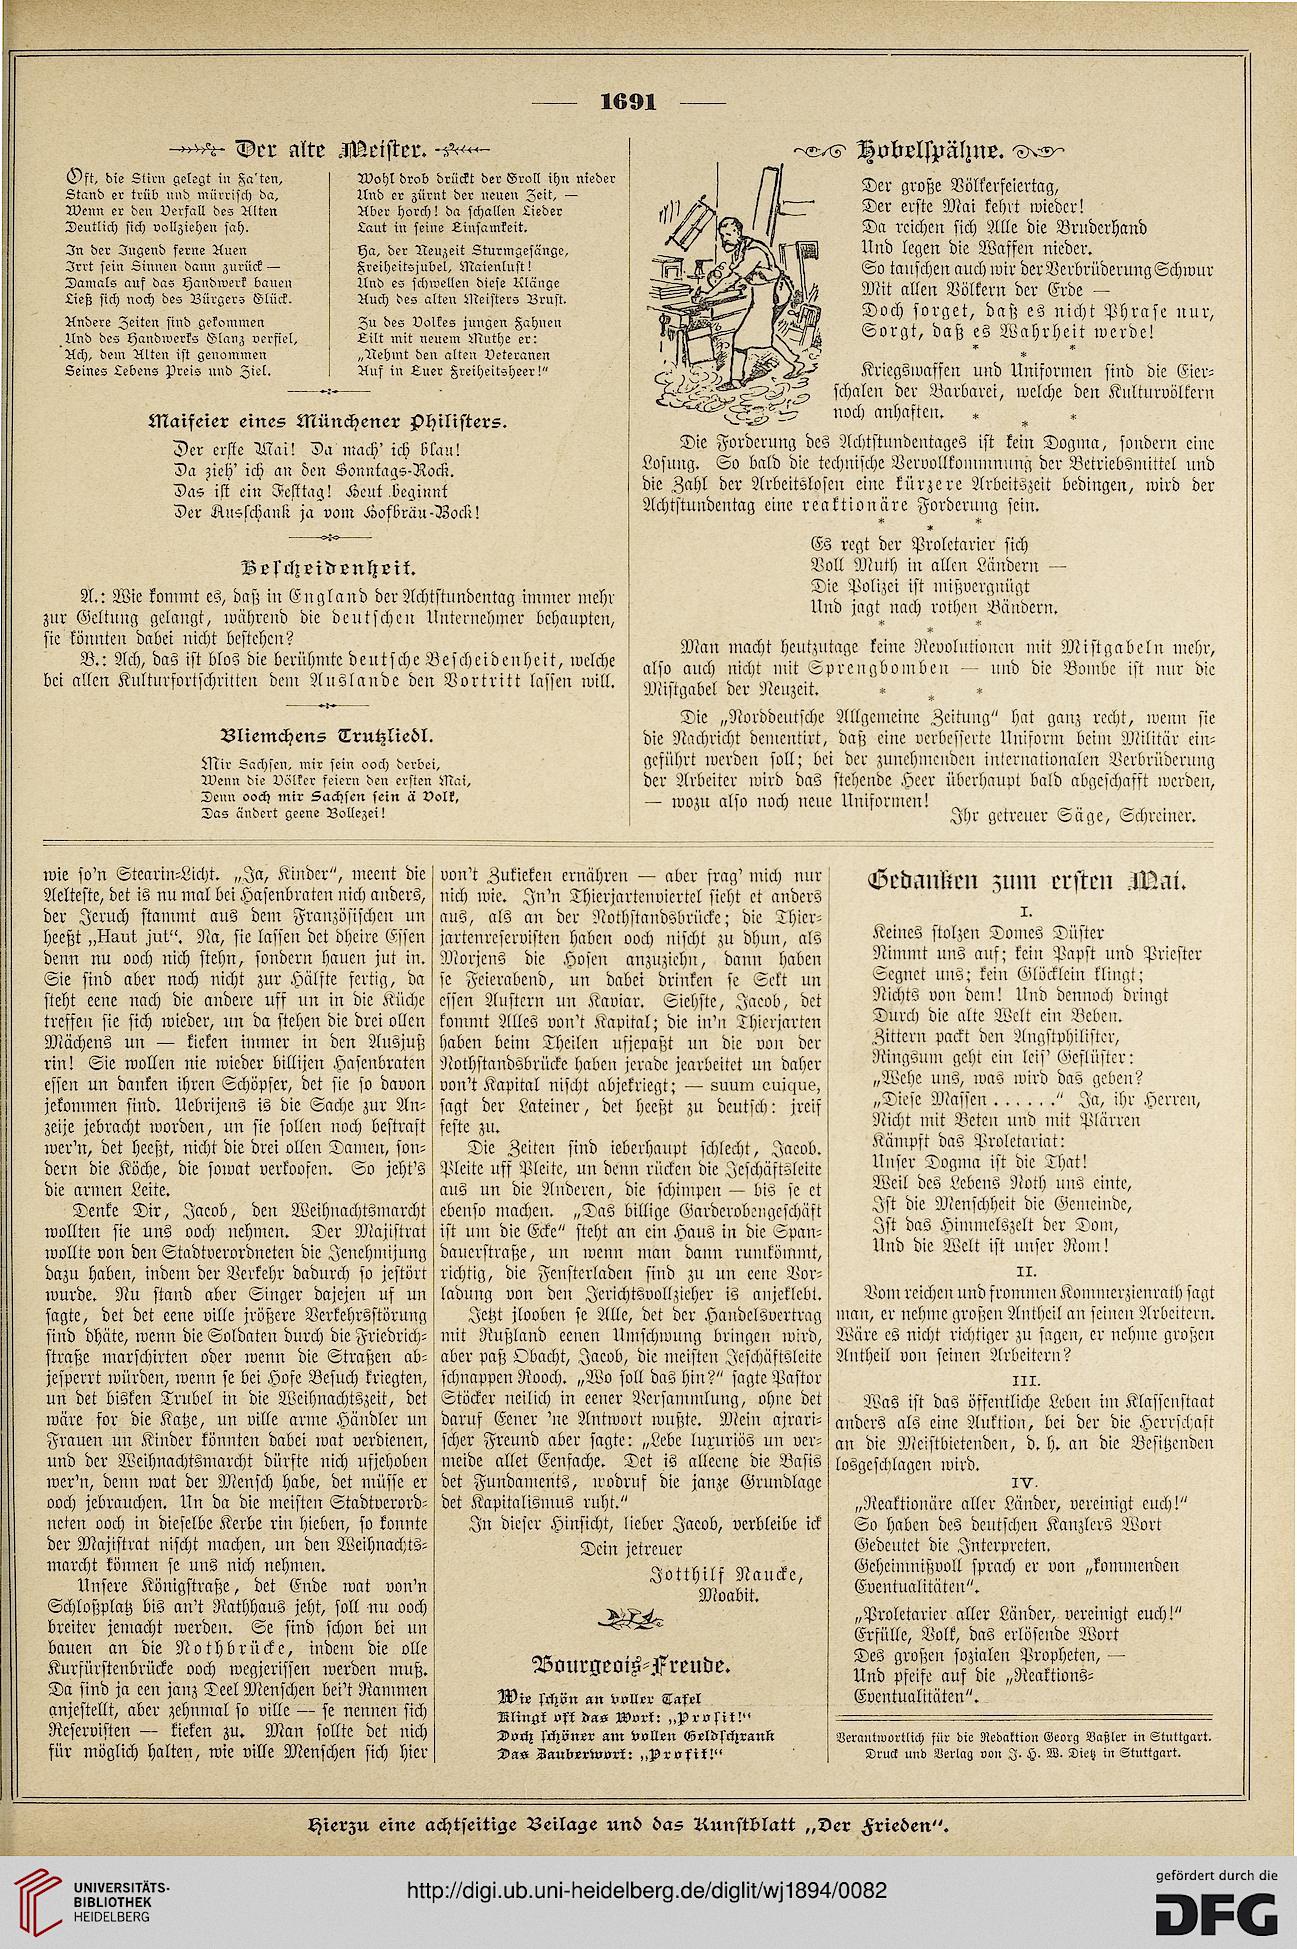 1691
Der alte Meister.
Oft, die Stirn gelegt in Fa'ten,
Stand er trüb und mürrisch da,
Wenn er den Verfall des Alten
Deutlich sich vollziehen sah.
In der Jugend ferne Auen
Irrt sein Sinnen dann zurück —
Damals auf das Handwerk bauen
Ließ sich noch des Bürgers Glück.
Andere Zeiten sind gekommen
Und des Handwerks Glanz verfiel,
Ach, dem Alten ist genommen
Seines Lebens Preis und Ziel.
Wohl drob drückt der Groll ihn nieder
Und er zürnt der neuen Zeit, —
Aber horch! da schallen Lieder
Laut in seine Einsamkeit.
Ha, der Neuzeit Sturmgesänge,
Freiheitsjubel, Maienlust!
Und es schwellen diese Klänge
Auch des alten Meisters Brust.
Zu des Volkes jungen Fahnen
Eilt mit neuem Muthe er:
„Nehmt den alten Veteranen
Auf in Euer Freiheitsheer!"
Maifeier eines Münchener Philisters.
Der erste Mai! Da mach' ich blau!
Da zieh' ich an den Sonntags-Rock.
Das ist ein Festtag! Heut beginnt
Der Ausschank ja vom Hofbräu-Bock!
Bescheidenheit.
A.: Wie kommt es, daß in England der Achtstundentag immer mehr
zur Geltung gelangt, während die deutschen Unternehmer behaupten,
sie könnten dabei nicht bestehen?
B.: Ach, das ist blos die berühmte deutsche Bescheidenheit, welche
bei allen Kulturfortschritten dem Auslande den Vortritt lassen will.
Bliemchens Trutzliedl.
Mir Sachsen, mir sein ooch derbei,
Wenn die Völker feiern den ersten Mai,
Denn ooch mir Sachsen sein ä Volk,
Das ändert geene Bollezei!
Hobelspähne.
Der große Völkerfeiertag,
Der erste Mai kehrt wieder!
Da reichen sich Alle die Bruderhand
Und legen die Waffen nieder.
So tauschen auch wir der Verbrüderung Schwur
Mit allen Völkern der Erde —
Doch sorget, daß es nicht Phrase nur,
Sorgt, daß es Wahrheit werde!
* * *
Kriegswaffen und Uniformen sind die Eier-
schalen der Barbarei, welche den Kulturvölkern
noch anhaften.
* * *
Die Forderung des Achtstundentages ist kein Dogma, sondern eine
Losung. So bald die technische Vervollkommnung der Betriebsmittel und
die Zahl der Arbeitslosen eine kürzere Arbeitszeit bedingen, wird der
Achtstundentag eine reaktionäre Forderung sein.
* * *
Es regt der Proletarier sich
Voll Muth in allen Ländern —
Die Polizei ist mißvergnügt
Und jagt nach rothen Bändern.
* * *
Man macht heutzutage keine Revolutionen mit Mistgabeln mehr,
also auch nicht mit Sprengbomben — und die Bombe ist nur die
Mistgabel der Neuzeit.
* * *
Die „Norddeutsche Allgemeine Zeitung" hat ganz recht, wenn sie
die Nachricht dementirt, daß eine verbesserte Uniform beim Militär ein-
geführt werden soll; bei der zunehmenden internationalen Verbrüderung
der Arbeiter wird das stehende Heer überhaupt bald abgeschafft werden,
— wozu also noch neue Uniformen!
Ihr getreuer Säge, Schreiner.
wie so'n Stearin-Licht. „Ja, Kinder", meent die
Aelteste, det is nu mal bei Hasenbraten nich anders,
der Jeruch stammt aus dem Französischen un
heeßt „Haut jut". Na, sie lassen det dheire Essen
denn nu ooch nich stehn, sondern hauen jut in.
Sie sind aber noch nicht zur Hälfte fertig, da
steht eene nach die andere uff un in die Küche
treffen sie sich wieder, un da stehen die drei ollen
Mächens un — kieken immer in den Ausjuß
rin! Sie wollen nie wieder billijen Hasenbraten
essen un danken ihren Schöpfer, det sie so davon
jekommen sind. Uebrijens is die Sache zur An-
zeije jebracht worden, un sie sollen noch bestraft
wer'n, det heeßt, nicht die drei ollen Damen, son-
dern die Köche, die sowat verkoofen. So jeht's
die armen Leite.
Denke Dir, Jacob, den Weihnachtsmarcht
wollten sie uns ooch nehmen. Der Majistrat
wollte von den Stadtverordneten die Jenehmijung
dazu haben, indem der Verkehr dadurch so jestört
wurde. Nu stand aber Singer dajejen uf un
sagte, det det eene ville jrößere Verkehrsstörung
sind dhäte, wenn die Soldaten durch die Friedrich-
straße marschirten oder wenn die Straßen ab-
jesperrt würden, wenn se bei Hofe Besuch kriegten,
un det bisken Trubel in die Weihnachtszeit, det
wäre for die Katze, un ville arme Händler un
Frauen un Kinder könnten dabei wat verdienen,
und der Weihnachtsmarcht dürfte nich ufjehoben
wer'n, denn wat der Mensch habe, det müsse er
ooch jebrauchen. Un da die meisten Stadtverord-
neten ooch in dieselbe Kerbe rin hieben, so konnte
der Majistrat nischt machen, un den Weihnachts-
marcht können se uns nich nehmen.
Unsere Königstraße, det Ende wat von'n
Schloßplatz bis an't Rathhaus jeht, soll nu ooch
breiter jemacht werden. Se sind schon bei un
bauen an die Nothbrücke, indem die olle
Kurfürstenbrücke ooch wegjerissen werden muß.
Da sind ja een janz Deel Menschen bei't Rammen
anjestellt, aber zehnmal so ville — se nennen sich
Reservisten — kieken zu. Man sollte det nich
für möglich halten, wie ville Menschen sich hier
von't Zukieken ernähren — aber frag' mich nur
nich wie. In'n Thierjartenviertel sieht et anders
aus, als an der Nothstandsbrücke; die Thier-
jartenreservisten haben ooch nischt zu dhun, als
Morjens die Hosen anzuziehn, dann haben
se Feierabend, un dabei drinken se Sekt un
essen Austern un Kaviar. Siehste, Jacob, det
kommt Alles von't Kapital; die in'n Thierjarten
haben beim Theilen ufjepaßt un die von der
Nothstandsbrücke haben jerade jearbeitet un daher
von't Kapital nischt abjekriegt; — suum cuique,
sagt der Lateiner, det heeßt zu deutsch: jreif
feste zu.
Die Zeiten sind ieberhaupt schlecht, Jacob.
Pleite uff Pleite, un denn rücken die Jeschäftsleite
aus un die Anderen, die schimpen — bis se et
ebenso machen. „Das billige Garderobengeschäft
ist um die Ecke" steht an ein Haus in die Span-
dauerstraße, un wenn man dann rumkömmt,
richtig, die Fensterladen sind zu un eene Vor-
ladung von den Jerichtsvollzieher is anjeklebt.
Jetzt jlooben se Alle, det der Handelsvertrag
mit Rußland eenen Umschwung bringen wird,
aber paß Obacht, Jacob, die meisten Jeschäftsleite
schnappen Rooch. „Wo soll das hin?" sagte Pastor
Stöcker neilich in eener Versammlung, ohne det
daruf Eener 'ne Antwort wußte. Mein ajrari-
scher Freund aber sagte: „Lebe luxuriös un ver-
meide allet Eenfache. Det is alleene die Basis
det Fundaments, wodruf die janze Grundlage
det Kapitalismus ruht."
In dieser Hinsicht, lieber Jacob, verbleibe ick
Dein jetreuer
Jotthilf Naucke,
Moabit.
Bourgeois-Freude.
Wie schön an voller Tafel
Klingt oft das Wort: „Prosit!"
Doch schöner am vollen Geldschrank
Das Zauberwort: „Profit!"
Gedanken zum ersten Mai.
I.
Keines stolzen Domes Düster
Nimmt uns auf; kein Papst und Priester
Segnet uns; kein Glöcklein klingt;
Nichts von dem! Und dennoch dringt
Durch die alte Welt ein Beben.
Zittern packt den Angstphilister,
Ringsum geht ein leis' Geflüster:
„Wehe uns, was wird das geben?
„Diese Massen . . . . . ." Ja, ihr Herren,
Nicht mit Beten und mit Plärren
Kämpft das Proletariat:
Unser Dogma ist die That!
Weil des Lebens Noth uns einte,
Ist die Menschheit die Gemeinde,
Ist das Himmelszelt der Dom,
Und die Welt ist unser Rom!
II.
Vom reichen und frommen Kommerzienrath sagt
man, er nehme großen Antheil an seinen Arbeitern.
Wäre es nicht richtiger zu sagen, er nehme großen
Antheil von seinen Arbeitern?
III.
Was ist das öffentliche Leben im Klassenstaat
anders als eine Auktion, bei der die Herrschaft
an die Meistbietenden, d. h. an die Besitzenden
losgeschlagen wird.
IV.
„Reaktionäre aller Länder, vereinigt euch!"
So haben des deutschen Kanzlers Wort
Gedeutet die Interpreten.
Geheimnißvoll sprach er von „kommenden
Eventualitäten".
„Proletarier aller Länder, vereinigt euch!"
Erfülle, Volk, das erlösende Wort
Des großen sozialen Propheten, —
Und pfeife auf die „Reaktions-
Eventualitäten".
Verantwortlich für die Redaktion Georg Baßler in Stuttgart.
Druck und Verlag von J. H. W. Dietz in Stuttgart.
Hierzu eine achtseitige Beilage und das Kunstblatt „Der Frieden".
UNIVERSITÄTS-
BIBLIOTHEK
HEIDELBERG
http://digi.ub.uni-heidelberg.de/diglit/wj1894/0082
gefördert durch die
DFG